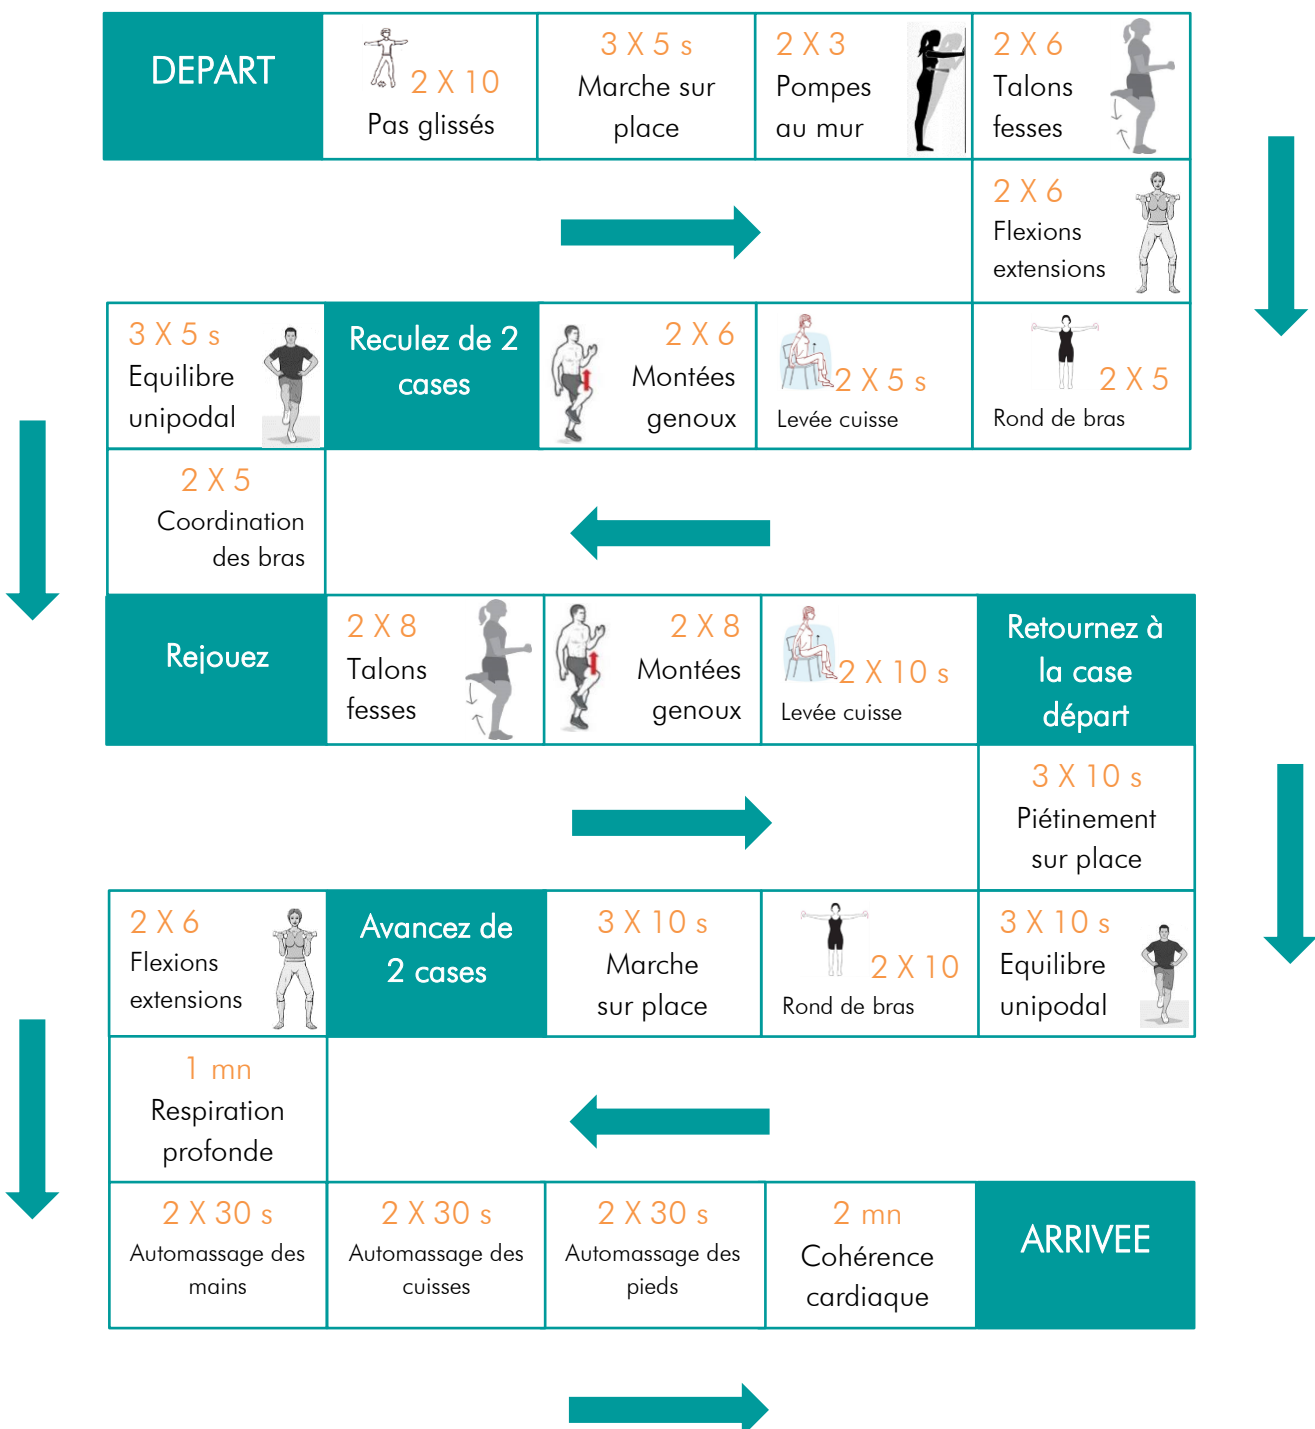 DEPART
2 X 10
Pas glissés
3 X 5 s
Marche sur
place
2 X 3
Pompes
au mur
2 X 6
Talons
fesses
2 X 6
Flexions
extensions
3 X 5 s
Equilibre
unipodal
Reculez de 2
cases
2 X 6
Montées
genoux
2 X 5 s
Levée cuisse
2 X 5
Rond de bras
2 X 5
Coordination
des bras
Rejouez
2 X 8
Talons
fesses
2 X 8
Montées
genoux
2 X 10 s
Levée cuisse
Retournez à
la case
départ
3 X 10 s
Piétinement
sur place
2 X 6
Flexions
extensions
Avancez de
2 cases
3 X 10 s
Marche
sur place
2 X 10
Rond de bras
3 X 10 s
Equilibre
unipodal
1 mn
Respiration
profonde
2 X 30 s
Automassage des
mains
2 X 30 s
Automassage des
cuisses
2 X 30 s
Automassage des
pieds
2 mn
Cohérence
cardiaque
ARRIVEE